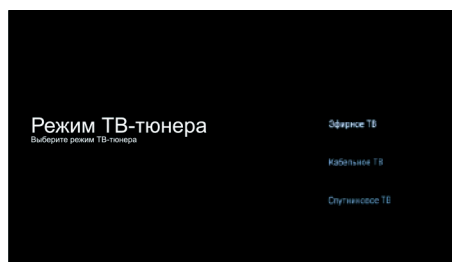 Режим ТВ-тюнера
Выберите режим ТВ-тюнера
Эфирное ТВ
Кабельное ТВ
Спутниковое ТВ